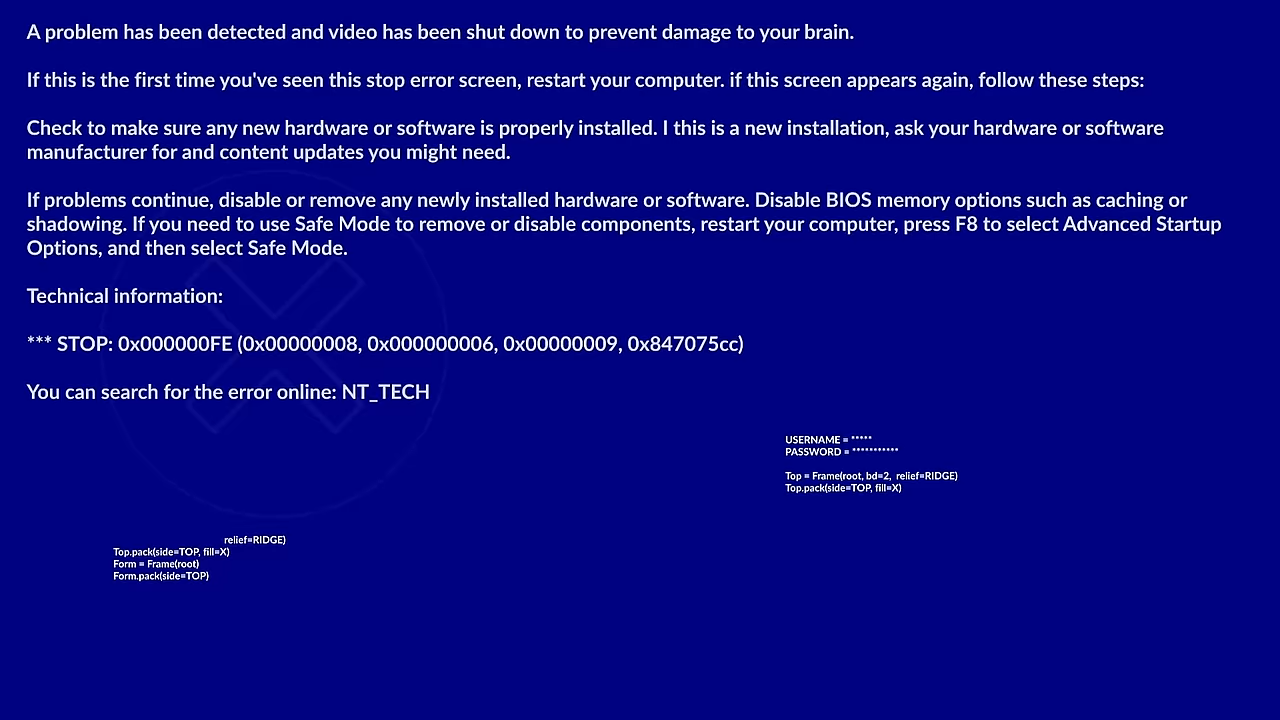 A problem has been detected and video has been shut down to prevent damage to your brain.
If this is the first time you've seen this stop error screen, restart your computer. if this screen appears again, follow these steps:
Check to make sure any new hardware or software is properly installed. I this is a new installation, ask your hardware or software
manufacturer for and content updates you might need.
If problems continue, disable or remove any newly installed hardware or software. Disable BIOS memory options such as caching or
shadowing. If you need to use Safe Mode to remove or disable components, restart your computer, press F8 to select Advanced Startup
Options, and then select Safe Mode.
Technical information:
*** STOP: 0x000000FE (0x00000008, 0x000000006, 0x00000009, 0x847075cc)
You can search for the error online: NT_TECH
USERNAME = *****
PASSWORD = ***********
Top = Frame(root, bd=2, relief=RIDGE)
Top.pack(side=TOP, fill=X)
relief=RIDGE)
Top.pack(side=TOP, fill=X)
Form = Frame(root)
Form.pack(side=TOP)